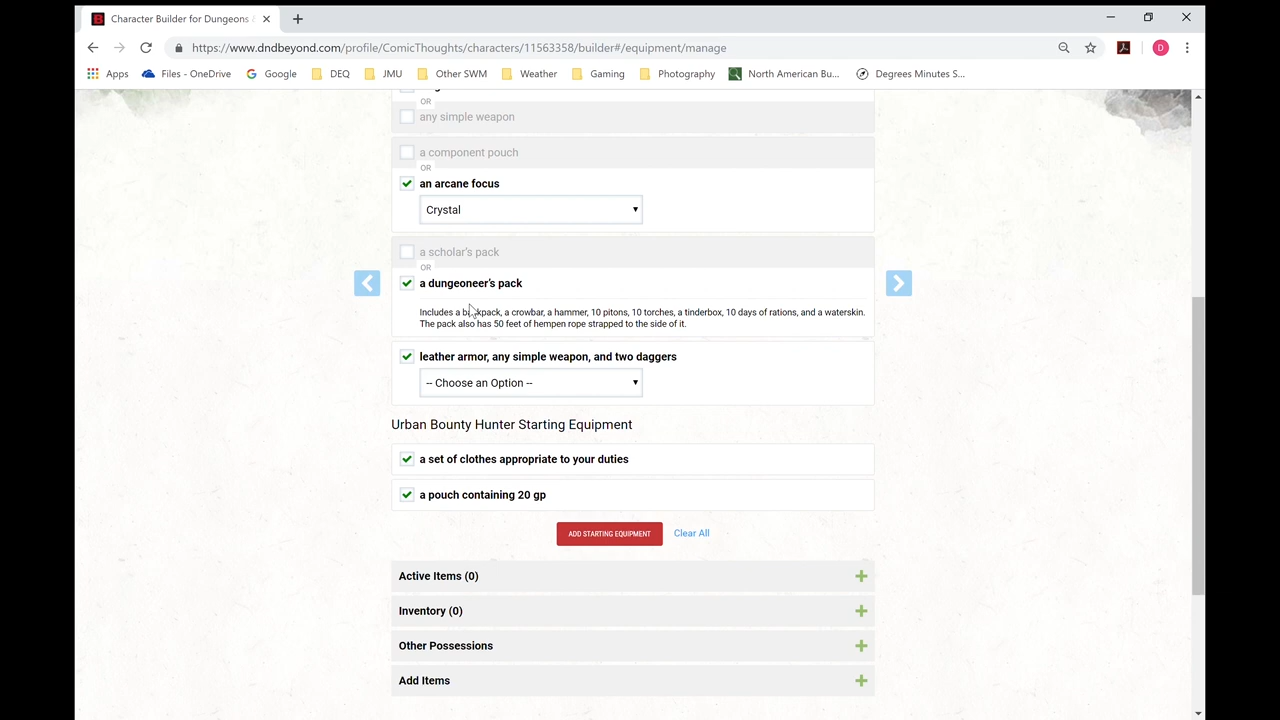 Character Builder for Dungeons &
https://www.dndbeyond.com/profile/ComicThoughts/characters/11563358/builder#/equipment/manage
D
Apps
Files - OneDrive
Google
DEQ
JMU
Other SWM
Weather
Gaming
Photography
North American Bu...
Degrees Minutes S...
OR
any simple weapon
a component pouch
OR
an arcane focus
Crystal
a scholar's pack
OR
a dungeoneer's pack
Includes a backpack, a crowbar, a hammer, 10 pitons, 10 torches, a tinderbox, 10 days of rations, and a waterskin.
The pack also has 50 feet of hempen rope strapped to the side of it.
leather armor, any simple weapon, and two daggers
-- Choose an Option --
Urban Bounty Hunter Starting Equipment
a set of clothes appropriate to your duties
a pouch containing 20 gp
ADD STARTING EQUIPMENT
Clear All
Active Items (0)
Inventory (0)
Other Possessions
Add Items